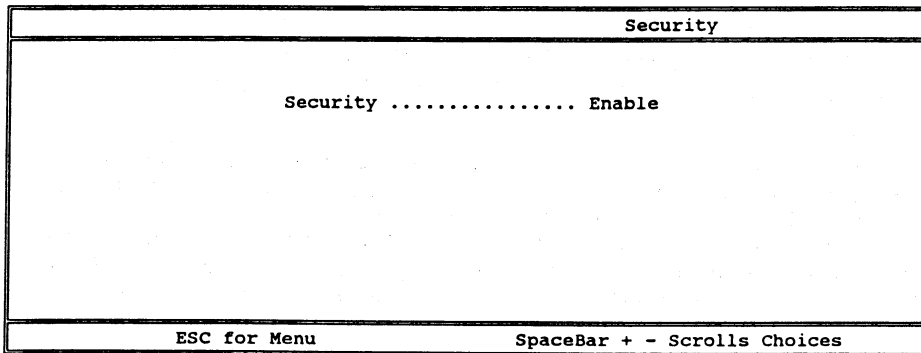 Security
Security ................ Enable
ESC for Menu SpaceBar + - Scrolls Choices